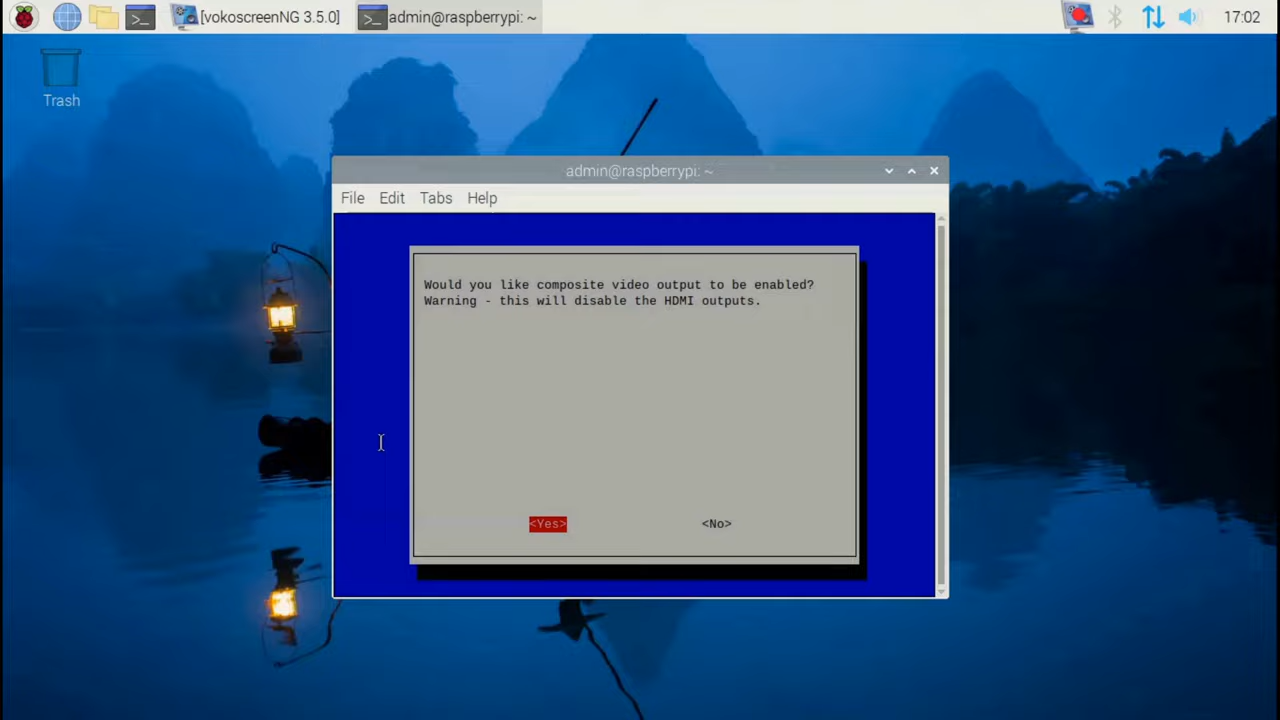 [vokoscreenNG 3.5.0]
admin@raspberrypi: ~
17:02
Trash
admin@raspberrypi: ~
File Edit Tabs Help
Would you like composite video output to be enabled?
Warning - this will disable the HDMI outputs.
<Yes> <No>